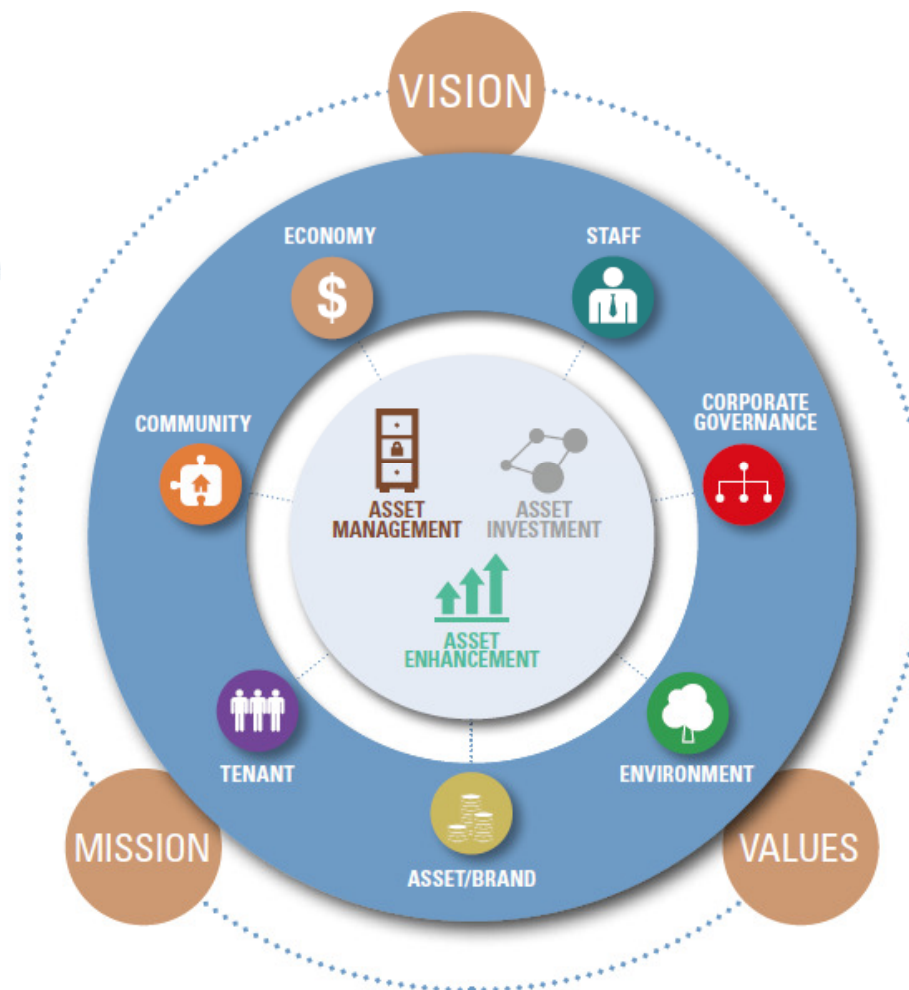 VISION
ECONOMY
STAFF
$
COMMUNITY
CORPORATE
GOVERNANCE
ASSET
MANAGEMENT
ASSET
INVESTMENT
ASSET
ENHANCEMENT
TENANT
ENVIRONMENT
MISSION
VALUES
ASSET/BRAND